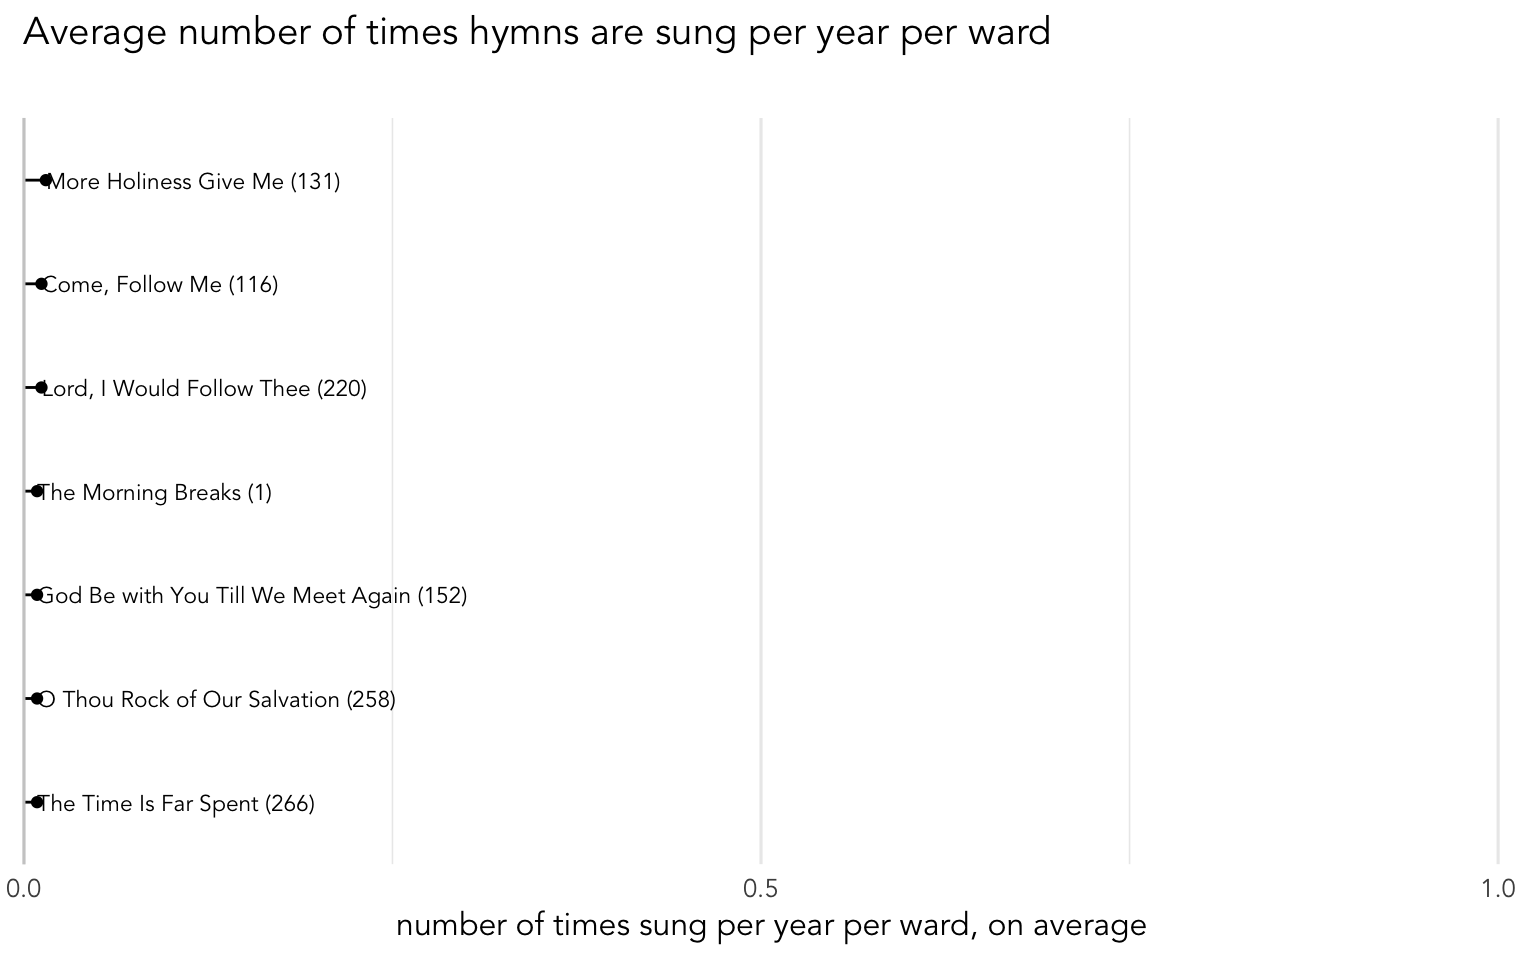 Average number of times hymns are sung per year per ward
More Holiness Give Me (131)
Come, Follow Me (116)
Lord, I Would Follow Thee (220)
The Morning Breaks (1)
God Be with You Till We Meet Again (152)
O Thou Rock of Our Salvation (258)
The Time Is Far Spent (266)
0.0 0.5 1.0
number of times sung per year per ward, on average